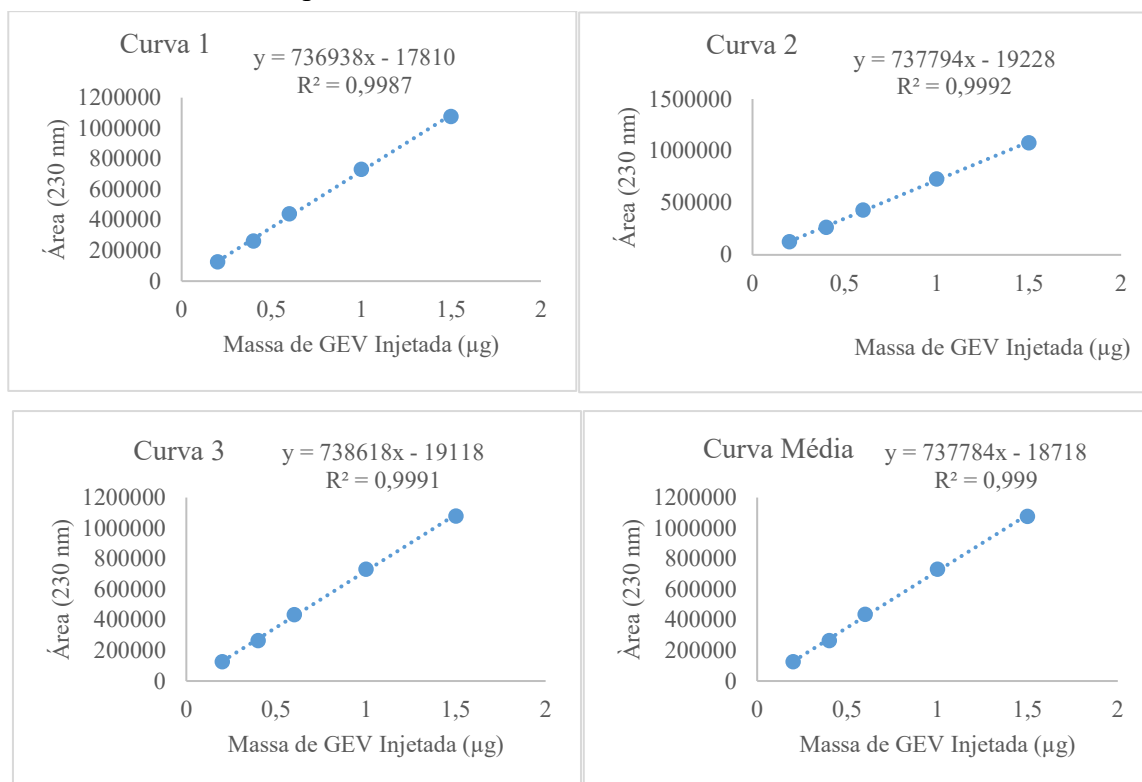 Curva 1
y = 736938x - 17810
R² = 0,9987
Área (230 nm)
1200000
1000000
800000
600000
400000
200000
0
0 0,5 1 1,5 2
Massa de GEV Injetada (µg)
Curva 2
y = 737794x - 19228
R² = 0,9992
Área (230 nm)
1500000
1000000
500000
0
0 0,5 1 1,5 2
Massa de GEV Injetada (µg)
Curva 3
y = 738618x - 19118
R² = 0,9991
Área (230 nm)
1200000
1000000
800000
600000
400000
200000
0
0 0,5 1 1,5 2
Massa de GEV Injetada (µg)
Curva Média
y = 737784x - 18718
R² = 0,999
Área (230 nm)
1200000
1000000
800000
600000
400000
200000
0
0 0,5 1 1,5 2
Massa de GEV Injetada (µg)